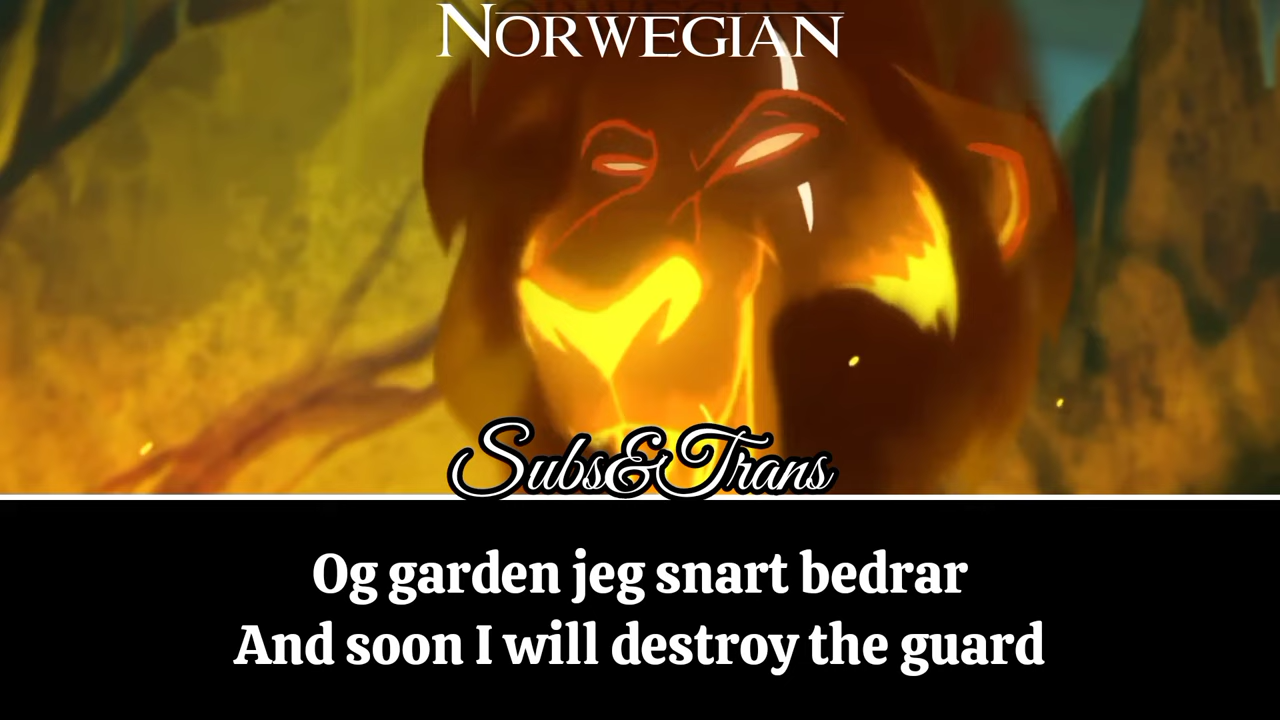 NORWEGIAN
Subs&Trans
Og garden jeg snart bedrar
And soon I will destroy the guard